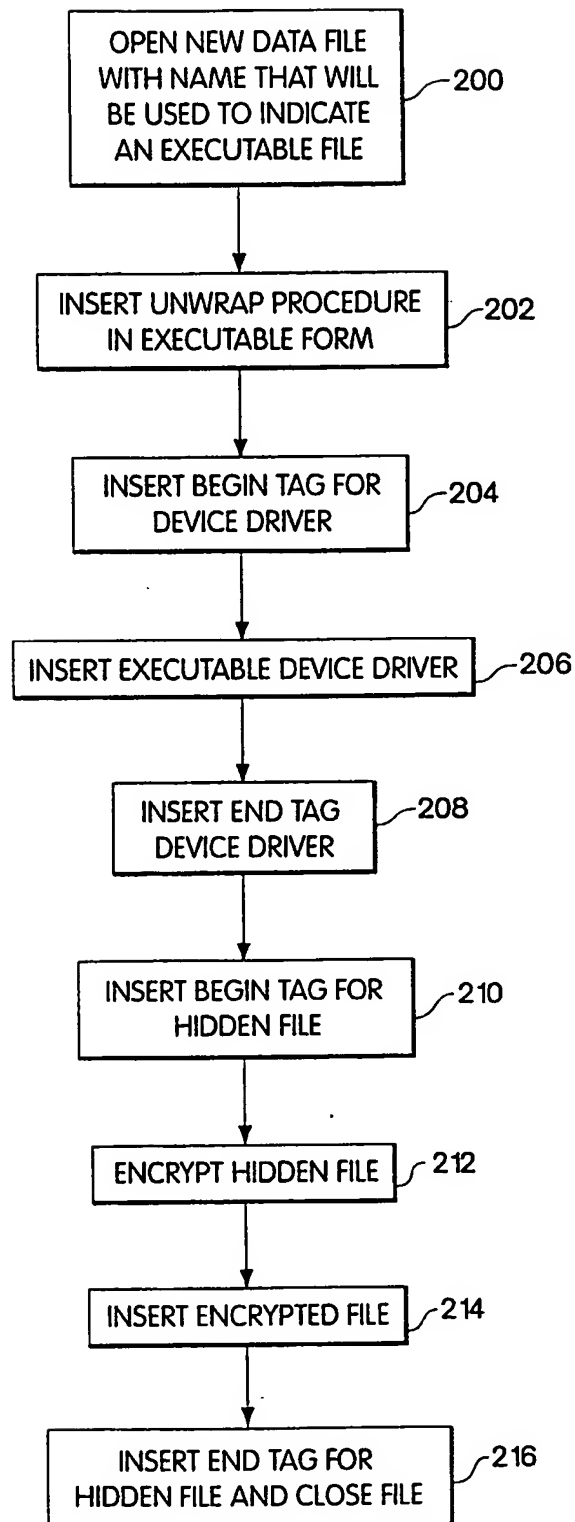 OPEN NEW DATA FILE
WITH NAME THAT WILL
BE USED TO INDICATE
AN EXECUTABLE FILE
200
INSERT UNWRAP PROCEDURE
IN EXECUTABLE FORM
202
INSERT BEGIN TAG FOR
DEVICE DRIVER
204
INSERT EXECUTABLE DEVICE DRIVER
206
INSERT END TAG
DEVICE DRIVER
208
INSERT BEGIN TAG FOR
HIDDEN FILE
210
ENCRYPT HIDDEN FILE
212
INSERT ENCRYPTED FILE
214
INSERT END TAG FOR
HIDDEN FILE AND CLOSE FILE
216